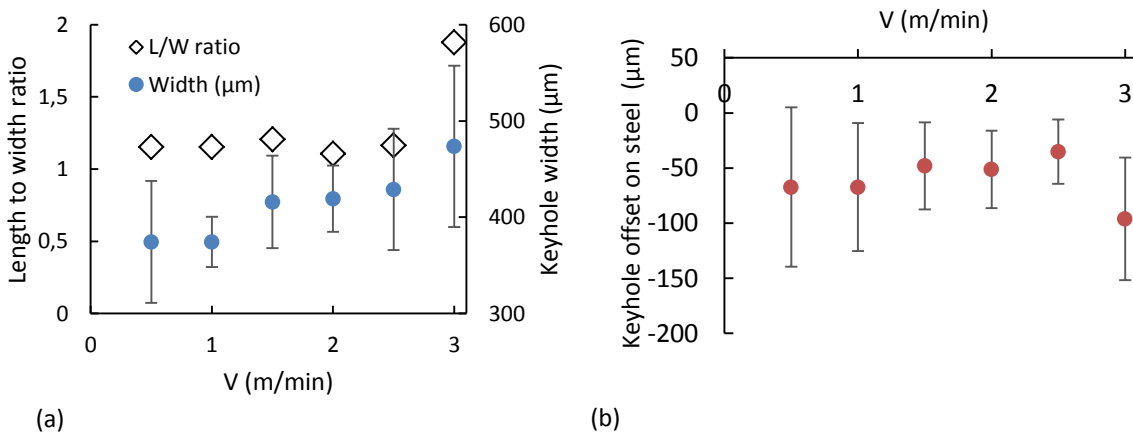 2
1,5
1
0,5
0
Length to width ratio
L/W ratio
Width (µm)
600
500
400
300
Keyhole width (µm)
0
1
2
3
V (m/min)
(a)
V (m/min)
50
0
-50
-100
-150
-200
Keyhole offset on steel (µm)
0
1
2
3
(b)